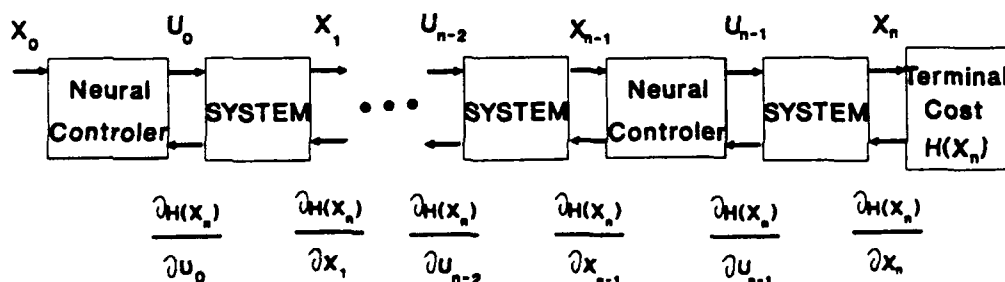 X₀ U₀ X₁ Uₙ₋₂ Xₙ₋₁ Uₙ₋₁ Xₙ
Neural
Controler
SYSTEM
• • •
SYSTEM
Neural
Controler
SYSTEM
Terminal
Cost
H(Xₙ)
∂H(Xₙ) ∂H(Xₙ) ∂H(Xₙ) ∂H(Xₙ) ∂H(Xₙ) ∂H(Xₙ)
∂U₀ ∂X₁ ∂Uₙ₋₂ ∂Xₙ₋₁ ∂Uₙ₋₁ ∂Xₙ